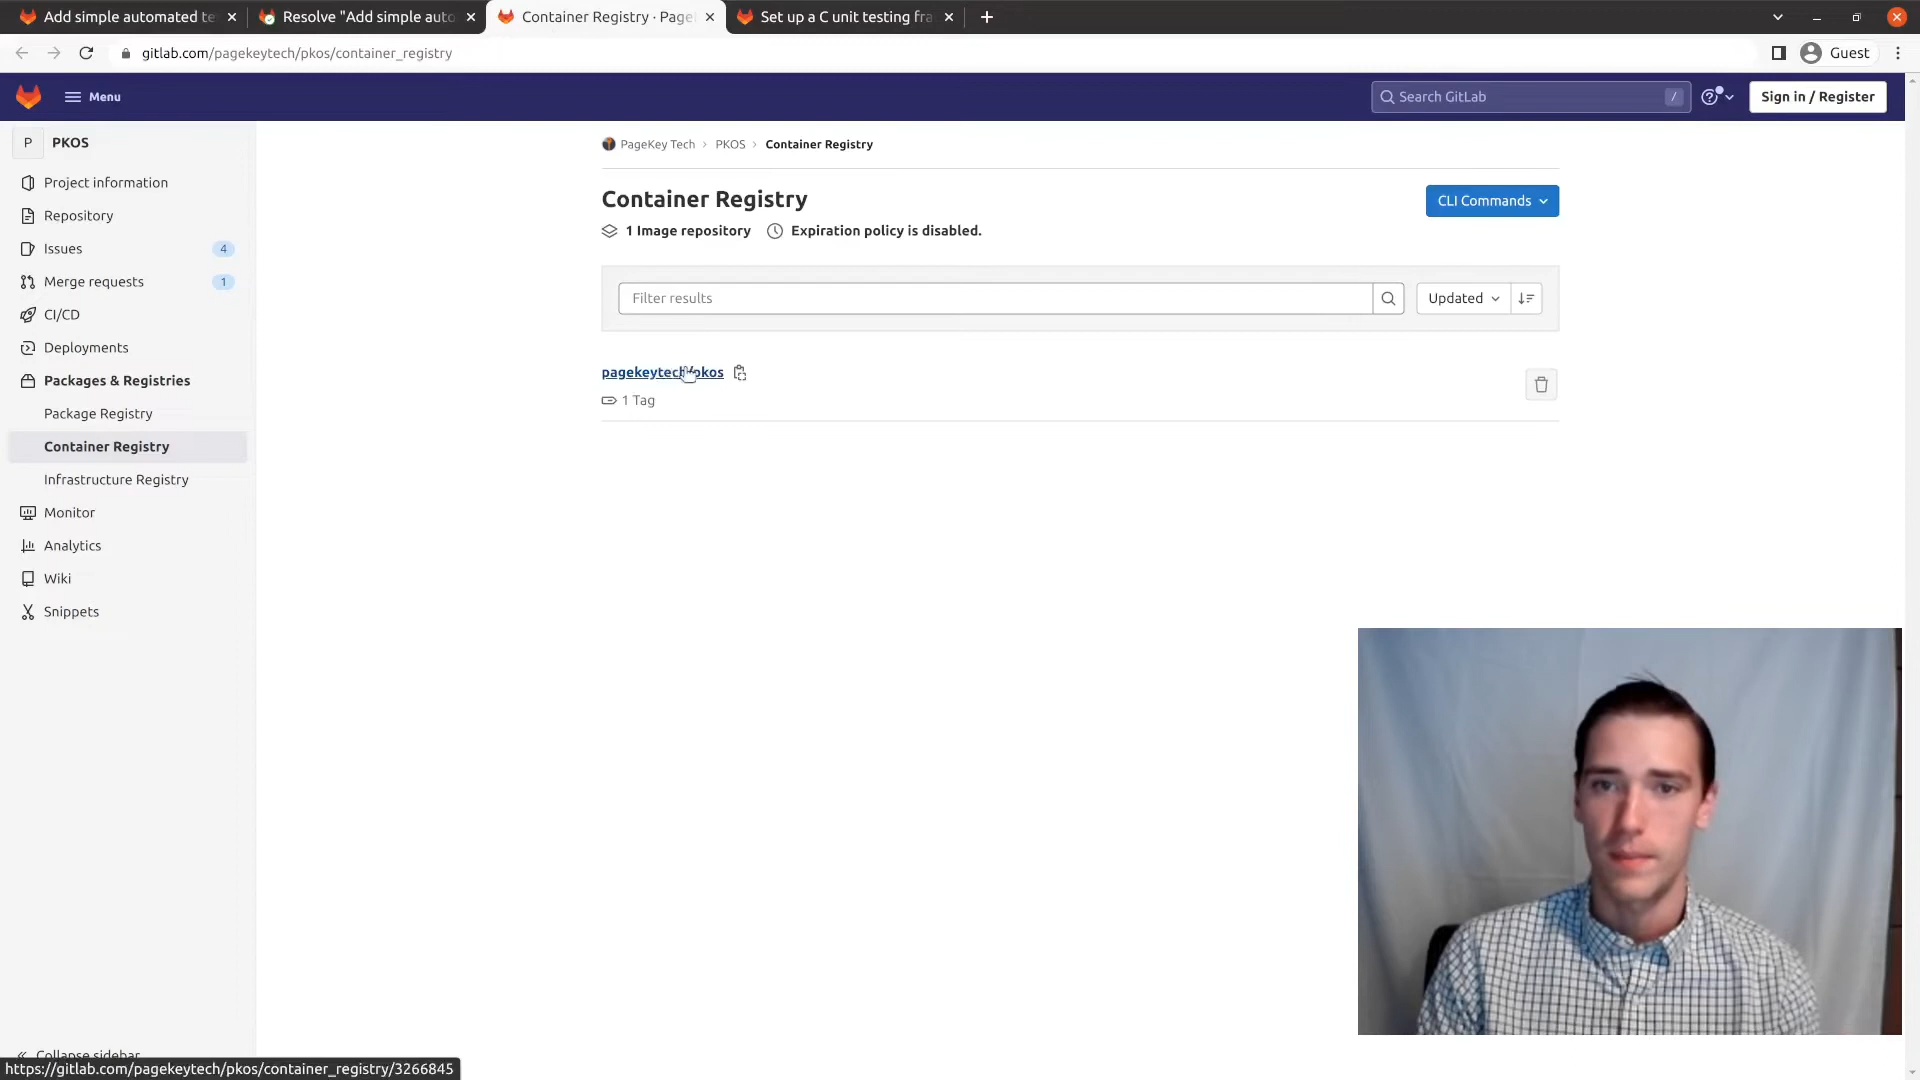 Add simple automated te
Resolve "Add simple auto
Container Registry · Page
Set up a C unit testing fra
gitlab.com/pagekeytech/pkos/container_registry
Guest
Menu
Search GitLab
/
Sign in / Register
P
PKOS
Project information
Repository
Issues
4
Merge requests
1
CI/CD
Deployments
Packages & Registries
Package Registry
Container Registry
Infrastructure Registry
Monitor
Analytics
Wiki
Snippets
Collapse sidebar
PageKey Tech › PKOS › Container Registry
Container Registry
CLI Commands
1 Image repository
Expiration policy is disabled.
Filter results
Updated
pagekeytech/pkos
1 Tag
https://gitlab.com/pagekeytech/pkos/container_registry/3266845